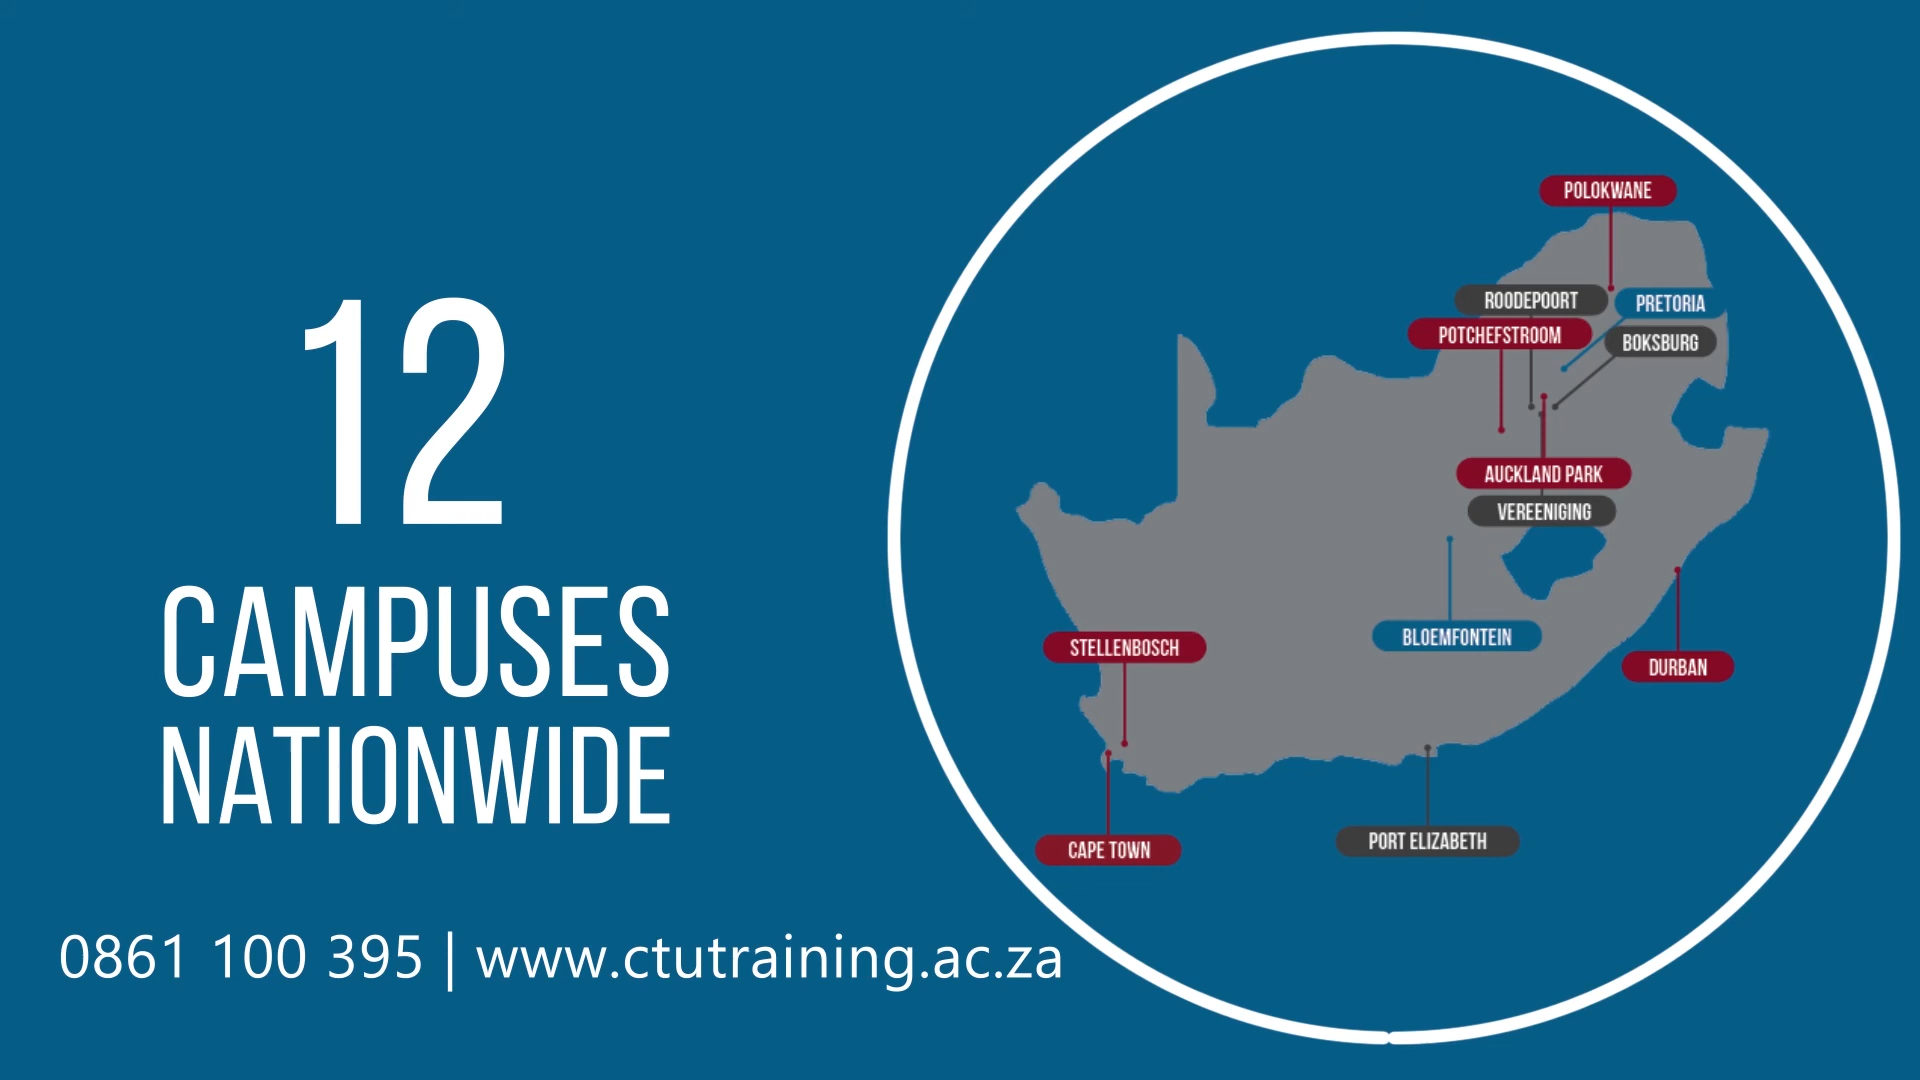 12
CAMPUSES
NATIONWIDE
0861 100 395 | www.ctutraining.ac.za
POLOKWANE
ROODEPOORT
PRETORIA
POTCHEFSTROOM
BOKSBURG
AUCKLAND PARK
VEREENIGING
BLOEMFONTEIN
STELLENBOSCH
DURBAN
PORT ELIZABETH
CAPE TOWN